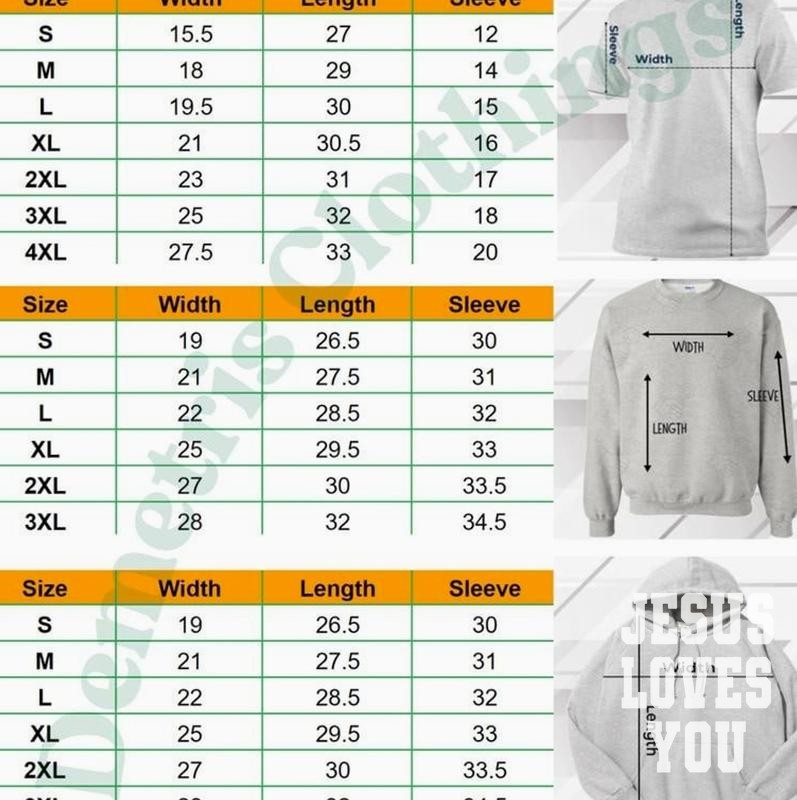 Size Width Length Sleeve
S 15.5 27 12
M 18 29 14
L 19.5 30 15
XL 21 30.5 16
2XL 23 31 17
3XL 25 32 18
4XL 27.5 33 20
Sleeve
Width
Length
Size Width Length Sleeve
S 19 26.5 30
M 21 27.5 31
L 22 28.5 32
XL 25 29.5 33
2XL 27 30 33.5
3XL 28 32 34.5
WIDTH
SLEEVE
LENGTH
Size Width Length Sleeve
S 19 26.5 30
M 21 27.5 31
L 22 28.5 32
XL 25 29.5 33
2XL 27 30 33.5
JESUS
LOVES
YOU
Width
Length
Demetris Clothings